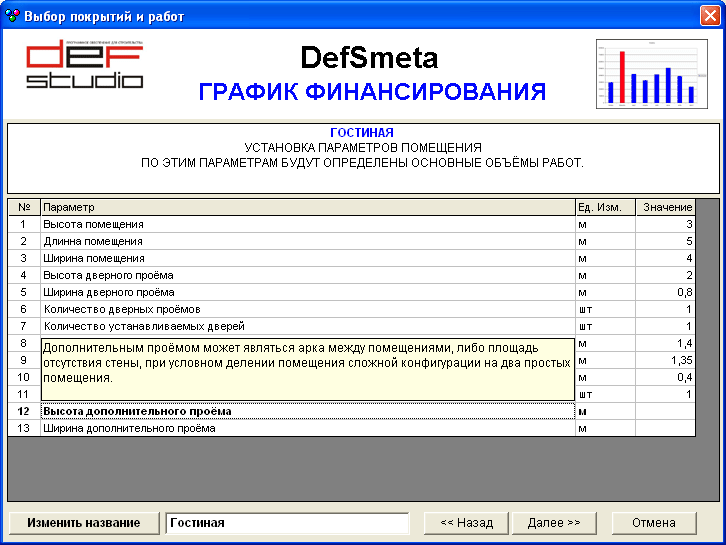 Выбор покрытий и работ
ПРОГРАММНОЕ ОБЕСПЕЧЕНИЕ ДЛЯ СТРОИТЕЛЬСТВА
def
studio
DefSmeta
ГРАФИК ФИНАНСИРОВАНИЯ
ГОСТИНАЯ
УСТАНОВКА ПАРАМЕТРОВ ПОМЕЩЕНИЯ
ПО ЭТИМ ПАРАМЕТРАМ БУДУТ ОПРЕДЕЛЕНЫ ОСНОВНЫЕ ОБЪЁМЫ РАБОТ.
№ Параметр Ед. Изм. Значение
1 Высота помещения м 3
2 Длинна помещения м 5
3 Ширина помещения м 4
4 Высота дверного проёма м 2
5 Ширина дверного проёма м 0,8
6 Количество дверных проёмов шт 1
7 Количество устанавливаемых дверей шт 1
8 м 1,4
9 м 1,35
10 м 0,4
11 шт 1
Дополнительным проёмом может являться арка между помещениями, либо площадь
отсутствия стены, при условном делении помещения сложной конфигурации на два простых
помещения.
12 Высота дополнительного проёма м
13 Ширина дополнительного проёма м
Изменить название Гостиная << Назад Далее >> Отмена